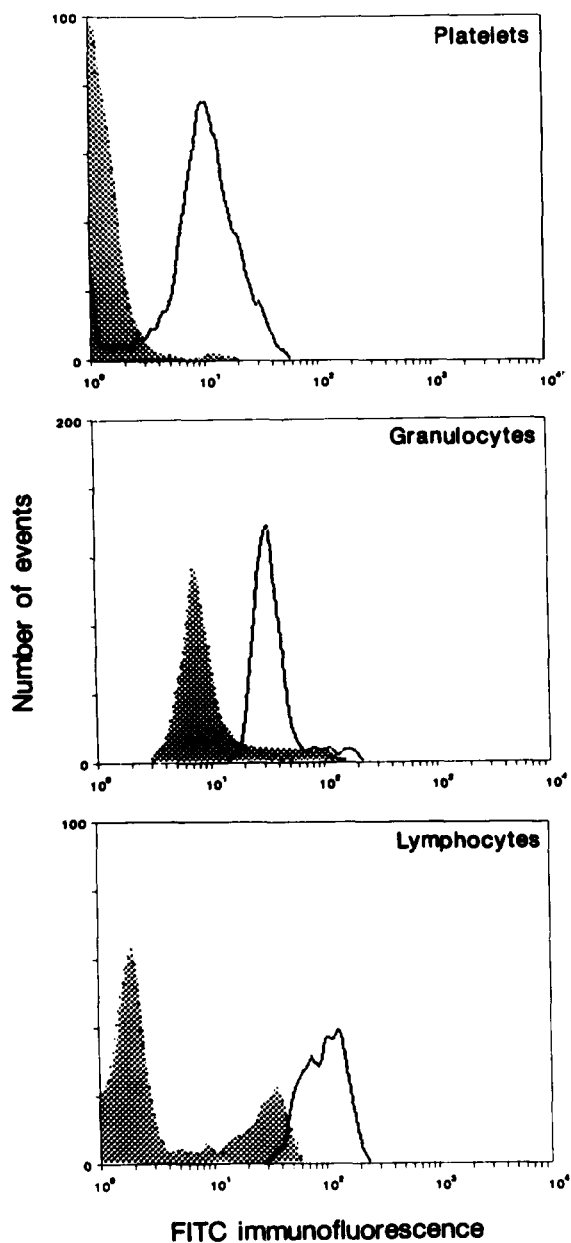 Platelets
100
0
10⁰ 10¹ 10² 10³ 10⁴
Granulocytes
200
0
10⁰ 10¹ 10² 10³ 10⁴
Lymphocytes
100
0
10⁰ 10¹ 10² 10³ 10⁴
Number of events
FITC immunofluorescence